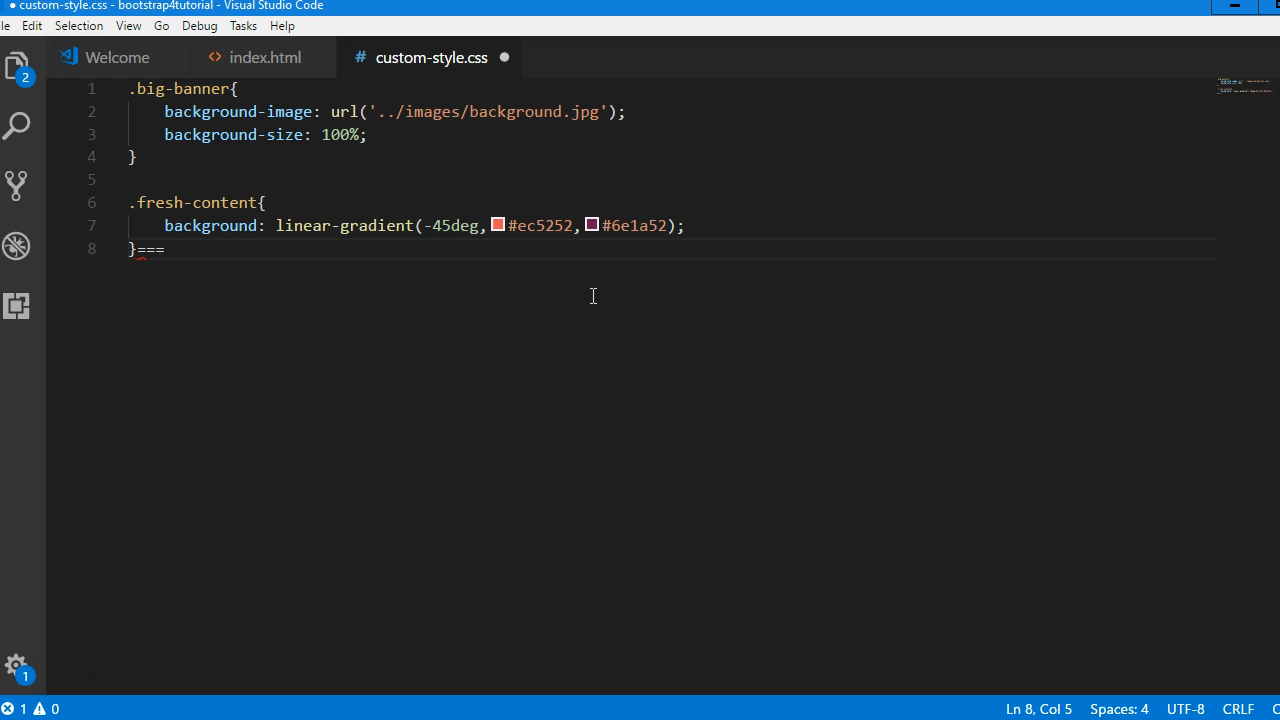 ● custom-style.css - bootstrap4tutorial - Visual Studio Code
le Edit Selection View Go Debug Tasks Help
Welcome index.html # custom-style.css ●
2
1 .big-banner{
2 background-image: url('../images/background.jpg');
3 background-size: 100%;
4 }
5
6 .fresh-content{
7 background: linear-gradient(-45deg,#ec5252,#6e1a52);
8 }===
1
1 0 Ln 8, Col 5 Spaces: 4 UTF-8 CRLF